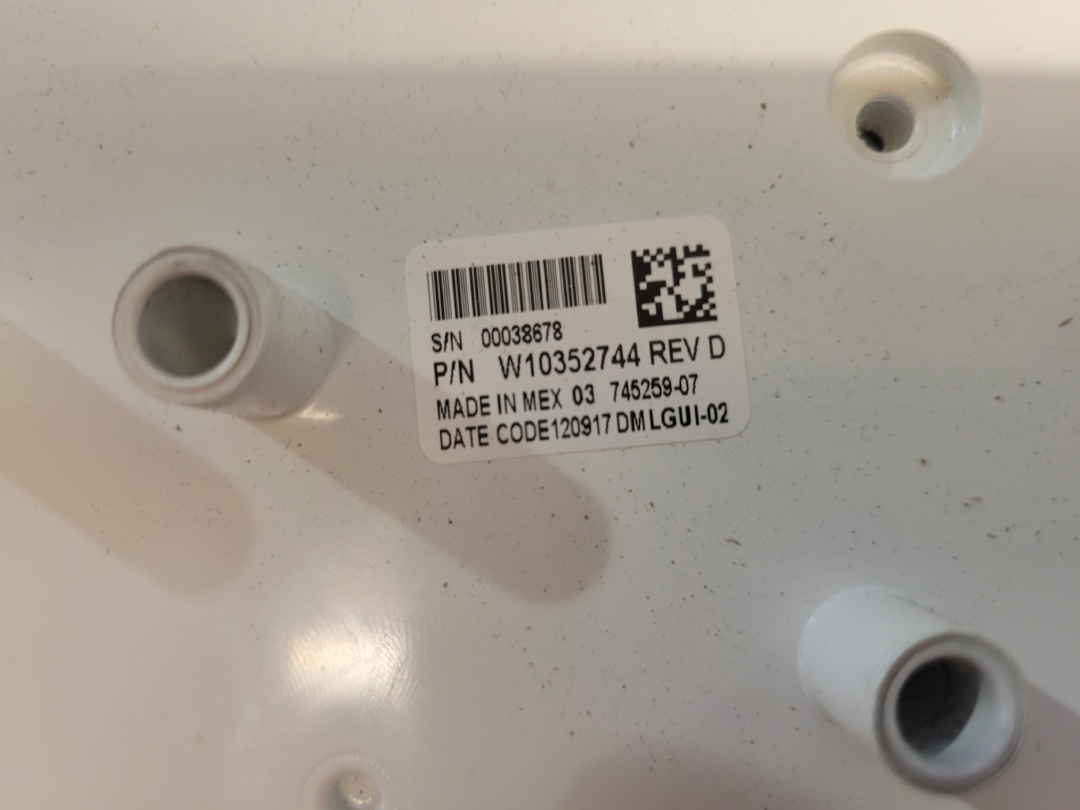 S/N 00038678
P/N W10352744 REV D
MADE IN MEX 03 745259-07
DATE CODE120917 DMLGUI-02